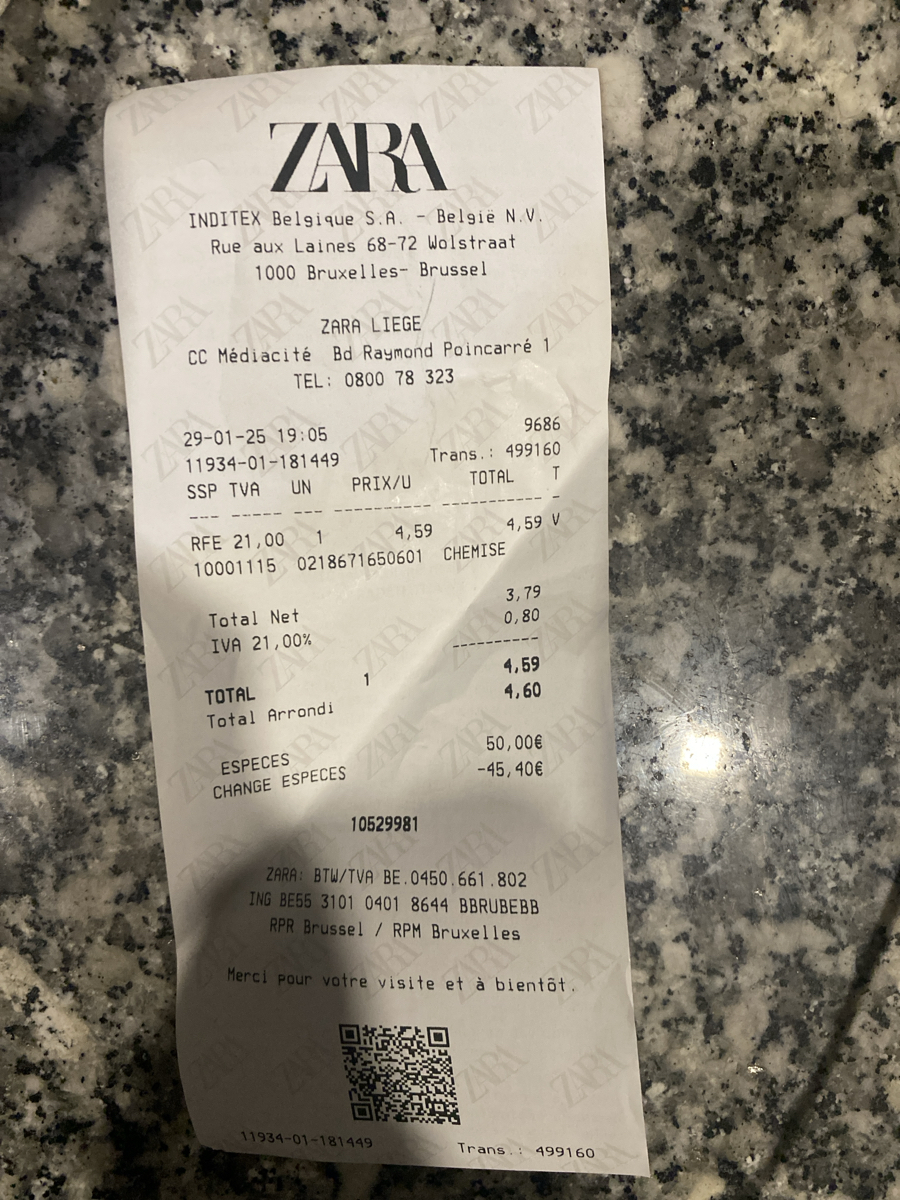 ZARA
INDITEX Belgique S.A. - België N.V.
Rue aux Laines 68-72 Wolstraat
1000 Bruxelles- Brussel
ZARA LIEGE
CC Médiacité Bd Raymond Poincarré 1
TEL: 0800 78 323
29-01-25 19:05 9686
11934-01-181449 Trans.: 499160
SSP TVA UN PRIX/U TOTAL T
--- ----- --- ---------- ----------- -
RFE 21,00 1 4,59 4,59 V
10001115 0218671650601 CHEMISE
Total Net 3,79
IVA 21,00% 0,80
----------
TOTAL 1 4,59
Total Arrondi 4,60
ESPECES 50,00€
CHANGE ESPECES -45,40€
10529981
ZARA: BTW/TVA BE.0450.661.802
ING BE55 3101 0401 8644 BBRUBEBB
RPR Brussel / RPM Bruxelles
Merci pour votre visite et à bientôt.
11934-01-181449 Trans.: 499160